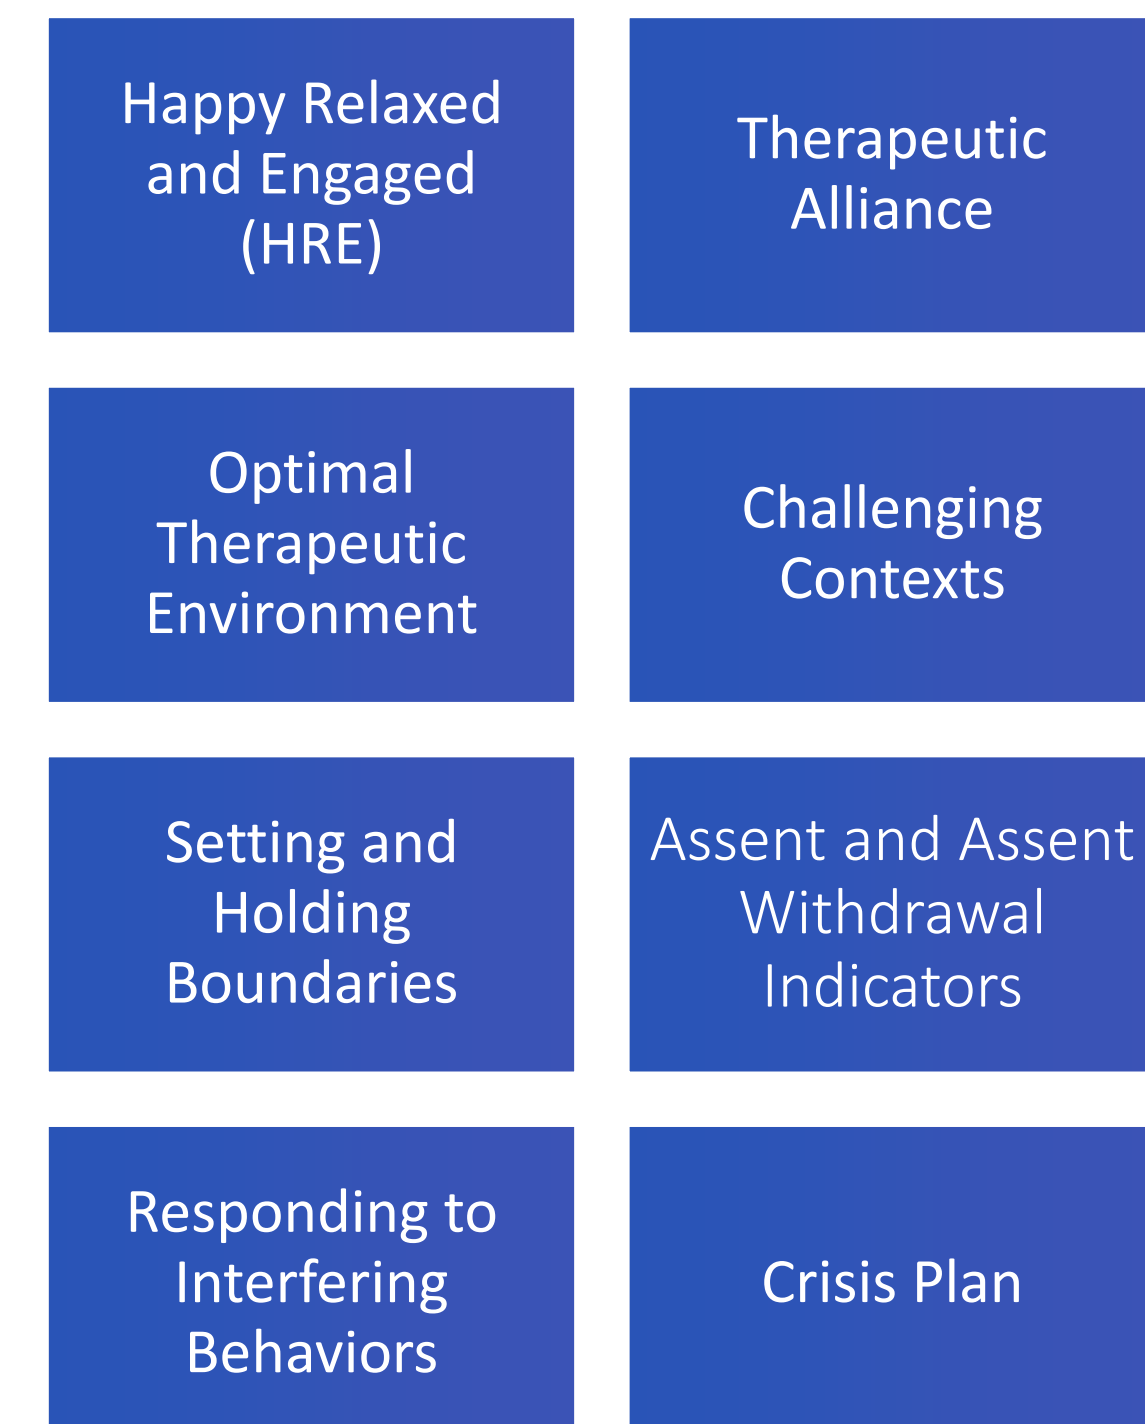 Happy Relaxed
and Engaged
(HRE)
Therapeutic
Alliance
Optimal
Therapeutic
Environment
Challenging
Contexts
Setting and
Holding
Boundaries
Assent and Assent
Withdrawal
Indicators
Responding to
Interfering
Behaviors
Crisis Plan